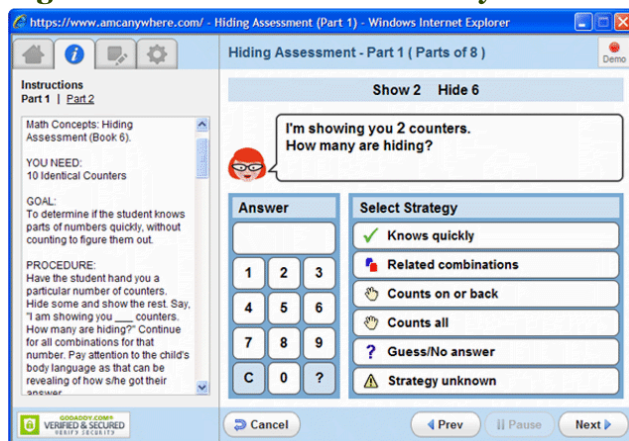 https://www.amcanywhere.com/ - Hiding Assessment (Part 1) - Windows Internet Explorer
Hiding Assessment - Part 1 ( Parts of 8 )
Demo
Instructions
Part 1 | Part 2
Math Concepts: Hiding
Assessment (Book 6).
YOU NEED:
10 Identical Counters
GOAL:
To determine if the student knows
parts of numbers quickly, without
counting to figure them out.
PROCEDURE:
Have the student hand you a
particular number of counters.
Hide some and show the rest. Say,
"I am showing you ___ counters.
How many are hiding?" Continue
for all combinations for that
number. Pay attention to the child's
body language as that can be
revealing of how s/he got their
answer
Show 2 Hide 6
I'm showing you 2 counters.
How many are hiding?
Answer
1 2 3
4 5 6
7 8 9
C 0 ?
Select Strategy
Knows quickly
Related combinations
Counts on or back
Counts all
? Guess/No answer
Strategy unknown
GODADDY.COM®
VERIFIED & SECURED
VERIFY SECURITY
Cancel
Prev
Pause
Next